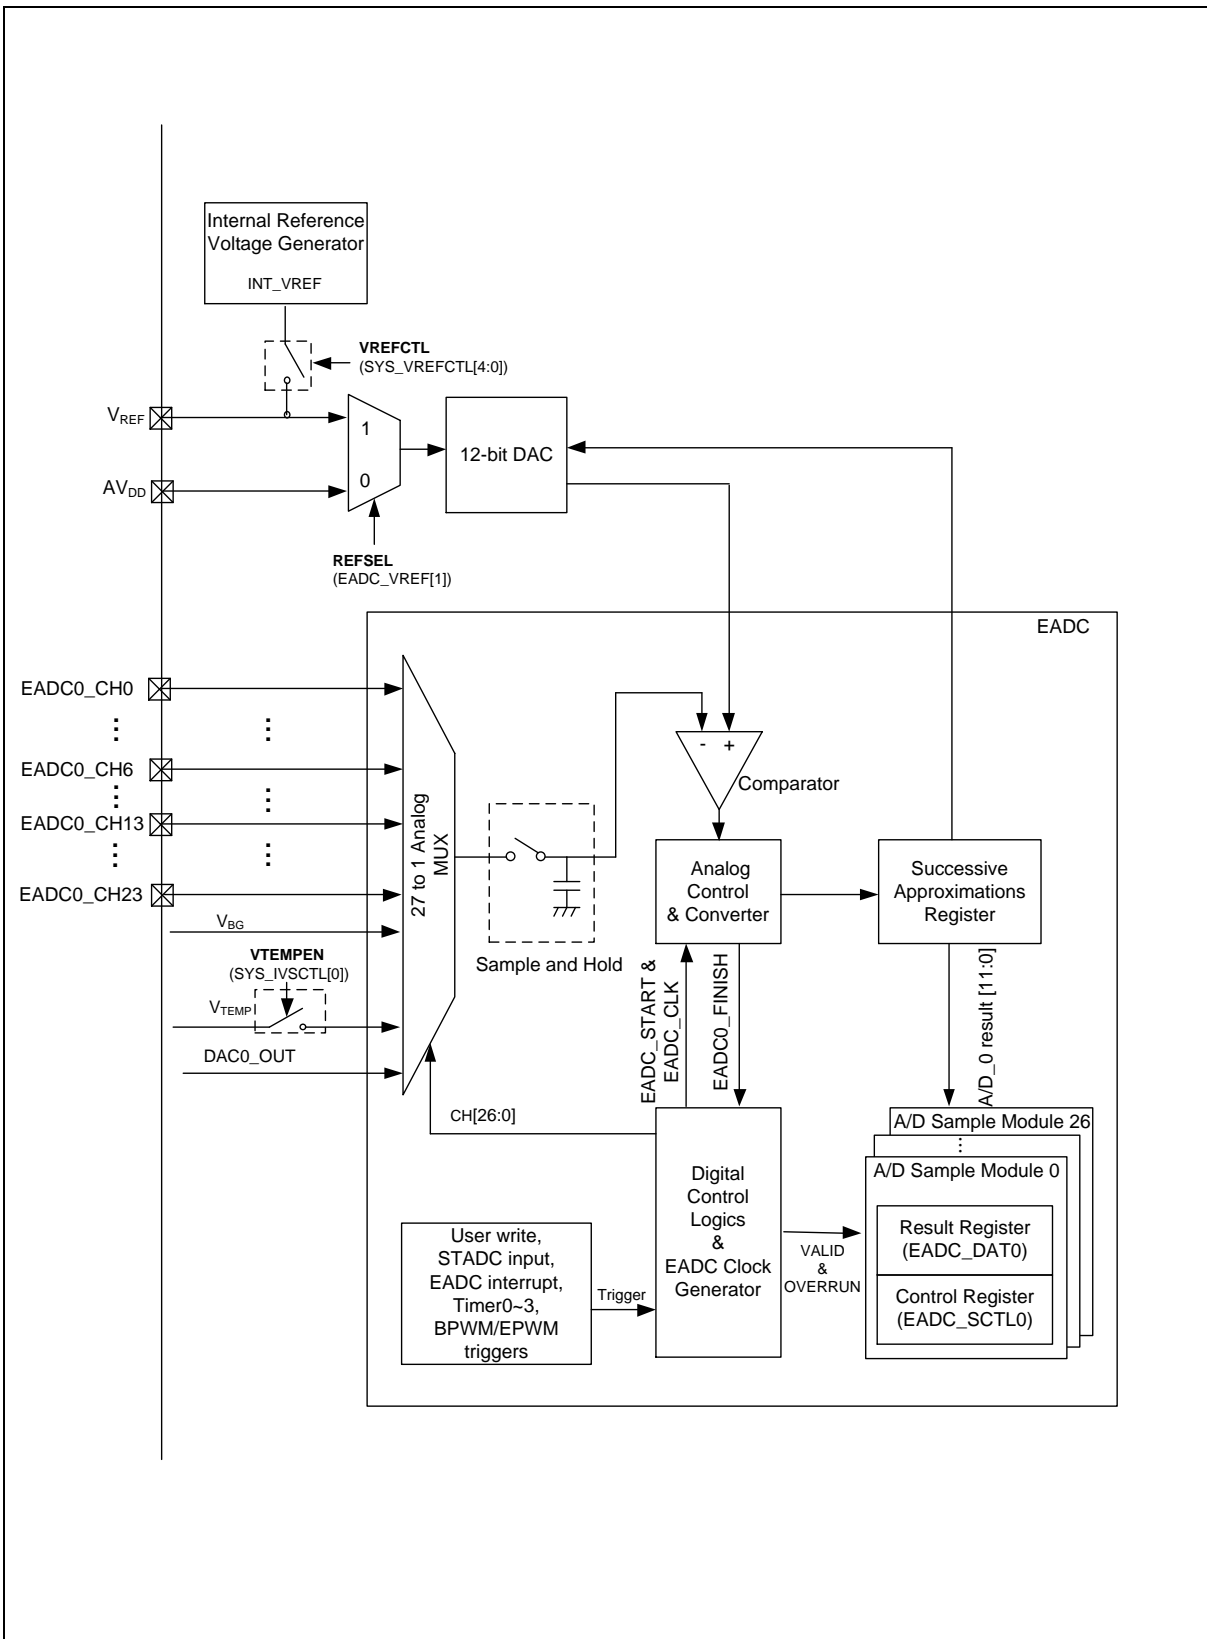 Internal Reference
Voltage Generator
INT_VREF
VREFCTL
(SYS_VREFCTL[4:0])
VREF
1
12-bit DAC
AVDD
0
REFSEL
(EADC_VREF[1])
EADC
EADC0_CH0
EADC0_CH6
EADC0_CH13
EADC0_CH23
VBG
VTEMPEN
(SYS_IVSCTL[0])
VTEMP
DAC0_OUT
27 to 1 Analog
MUX
Sample and Hold
- +
Comparator
Analog
Control
& Converter
Successive
Approximations
Register
EADC_START &
EADC_CLK
EADC0_FINISH
A/D_0 result [11:0]
CH[26:0]
A/D Sample Module 26
A/D Sample Module 0
Result Register
(EADC_DAT0)
Control Register
(EADC_SCTL0)
Digital
Control
Logics
&
EADC Clock
Generator
VALID
&
OVERRUN
User write,
STADC input,
EADC interrupt,
Timer0~3,
BPWM/EPWM
triggers
Trigger